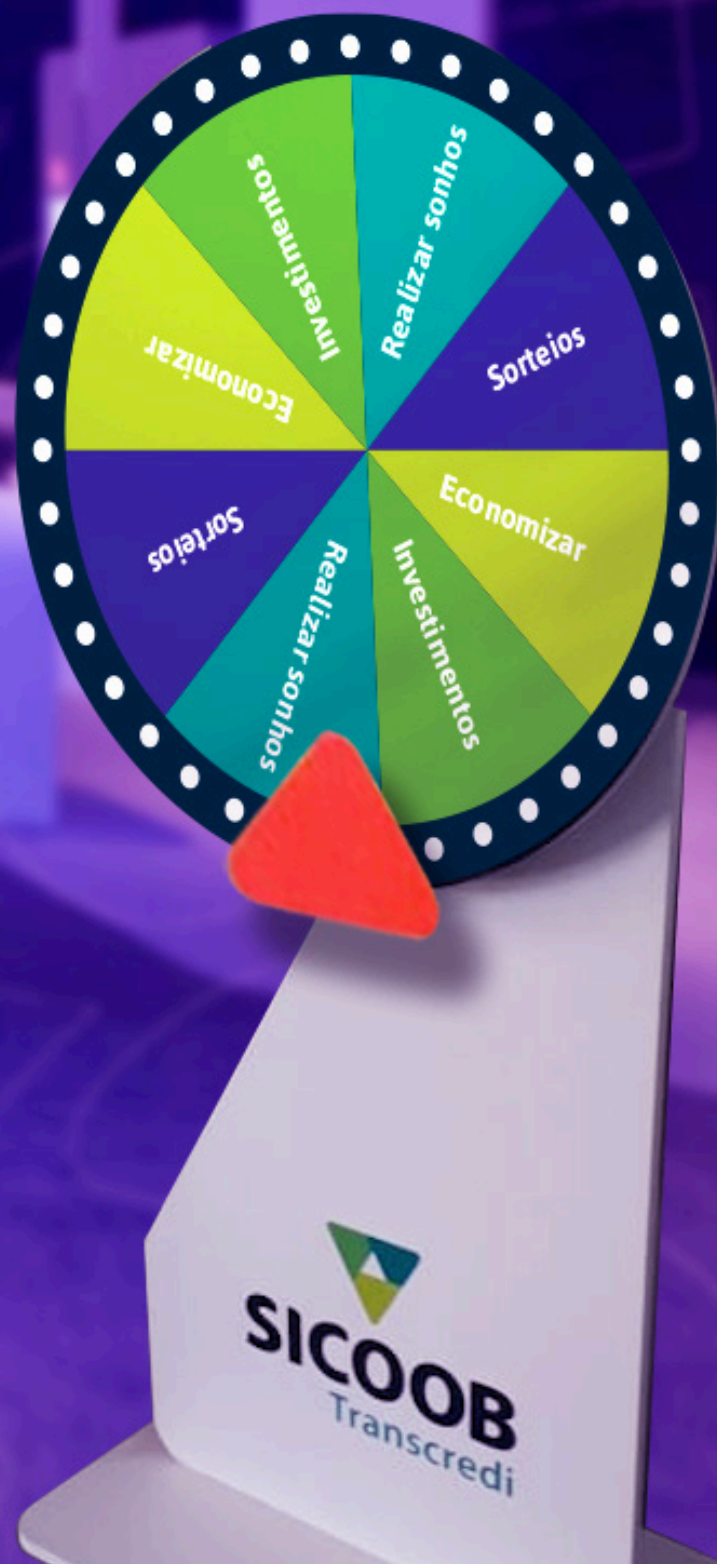 Investimentos
Realizar sonhos
Economizar
Sorteios
Sorteios
Economizar
Realizar sonhos
Investimentos
SICOOB
Transcredi